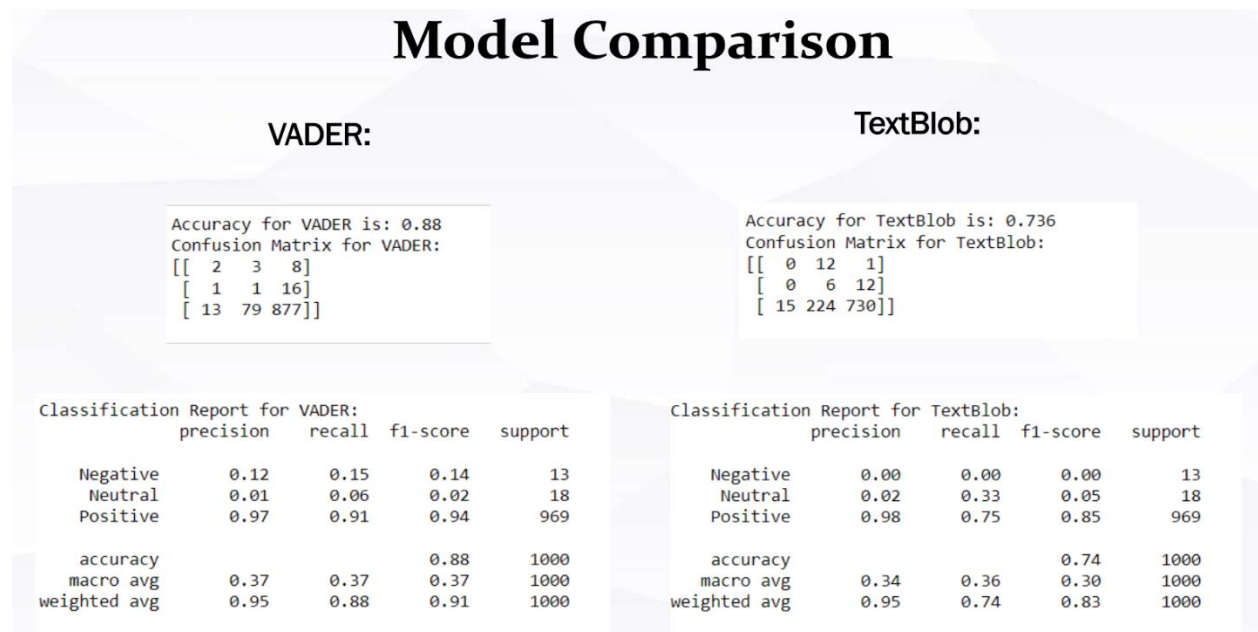 Model Comparison
VADER:
Accuracy for VADER is: 0.88
Confusion Matrix for VADER:
[[  2   3   8]
 [  1   1  16]
 [ 13  79 877]]
Classification Report for VADER:
precision recall f1-score support
Negative 0.12 0.15 0.14 13
Neutral 0.01 0.06 0.02 18
Positive 0.97 0.91 0.94 969
accuracy 0.88 1000
macro avg 0.37 0.37 0.37 1000
weighted avg 0.95 0.88 0.91 1000
TextBlob:
Accuracy for TextBlob is: 0.736
Confusion Matrix for TextBlob:
[[  0  12   1]
 [  0   6  12]
 [ 15 224 730]]
Classification Report for TextBlob:
precision recall f1-score support
Negative 0.00 0.00 0.00 13
Neutral 0.02 0.33 0.05 18
Positive 0.98 0.75 0.85 969
accuracy 0.74 1000
macro avg 0.34 0.36 0.30 1000
weighted avg 0.95 0.74 0.83 1000